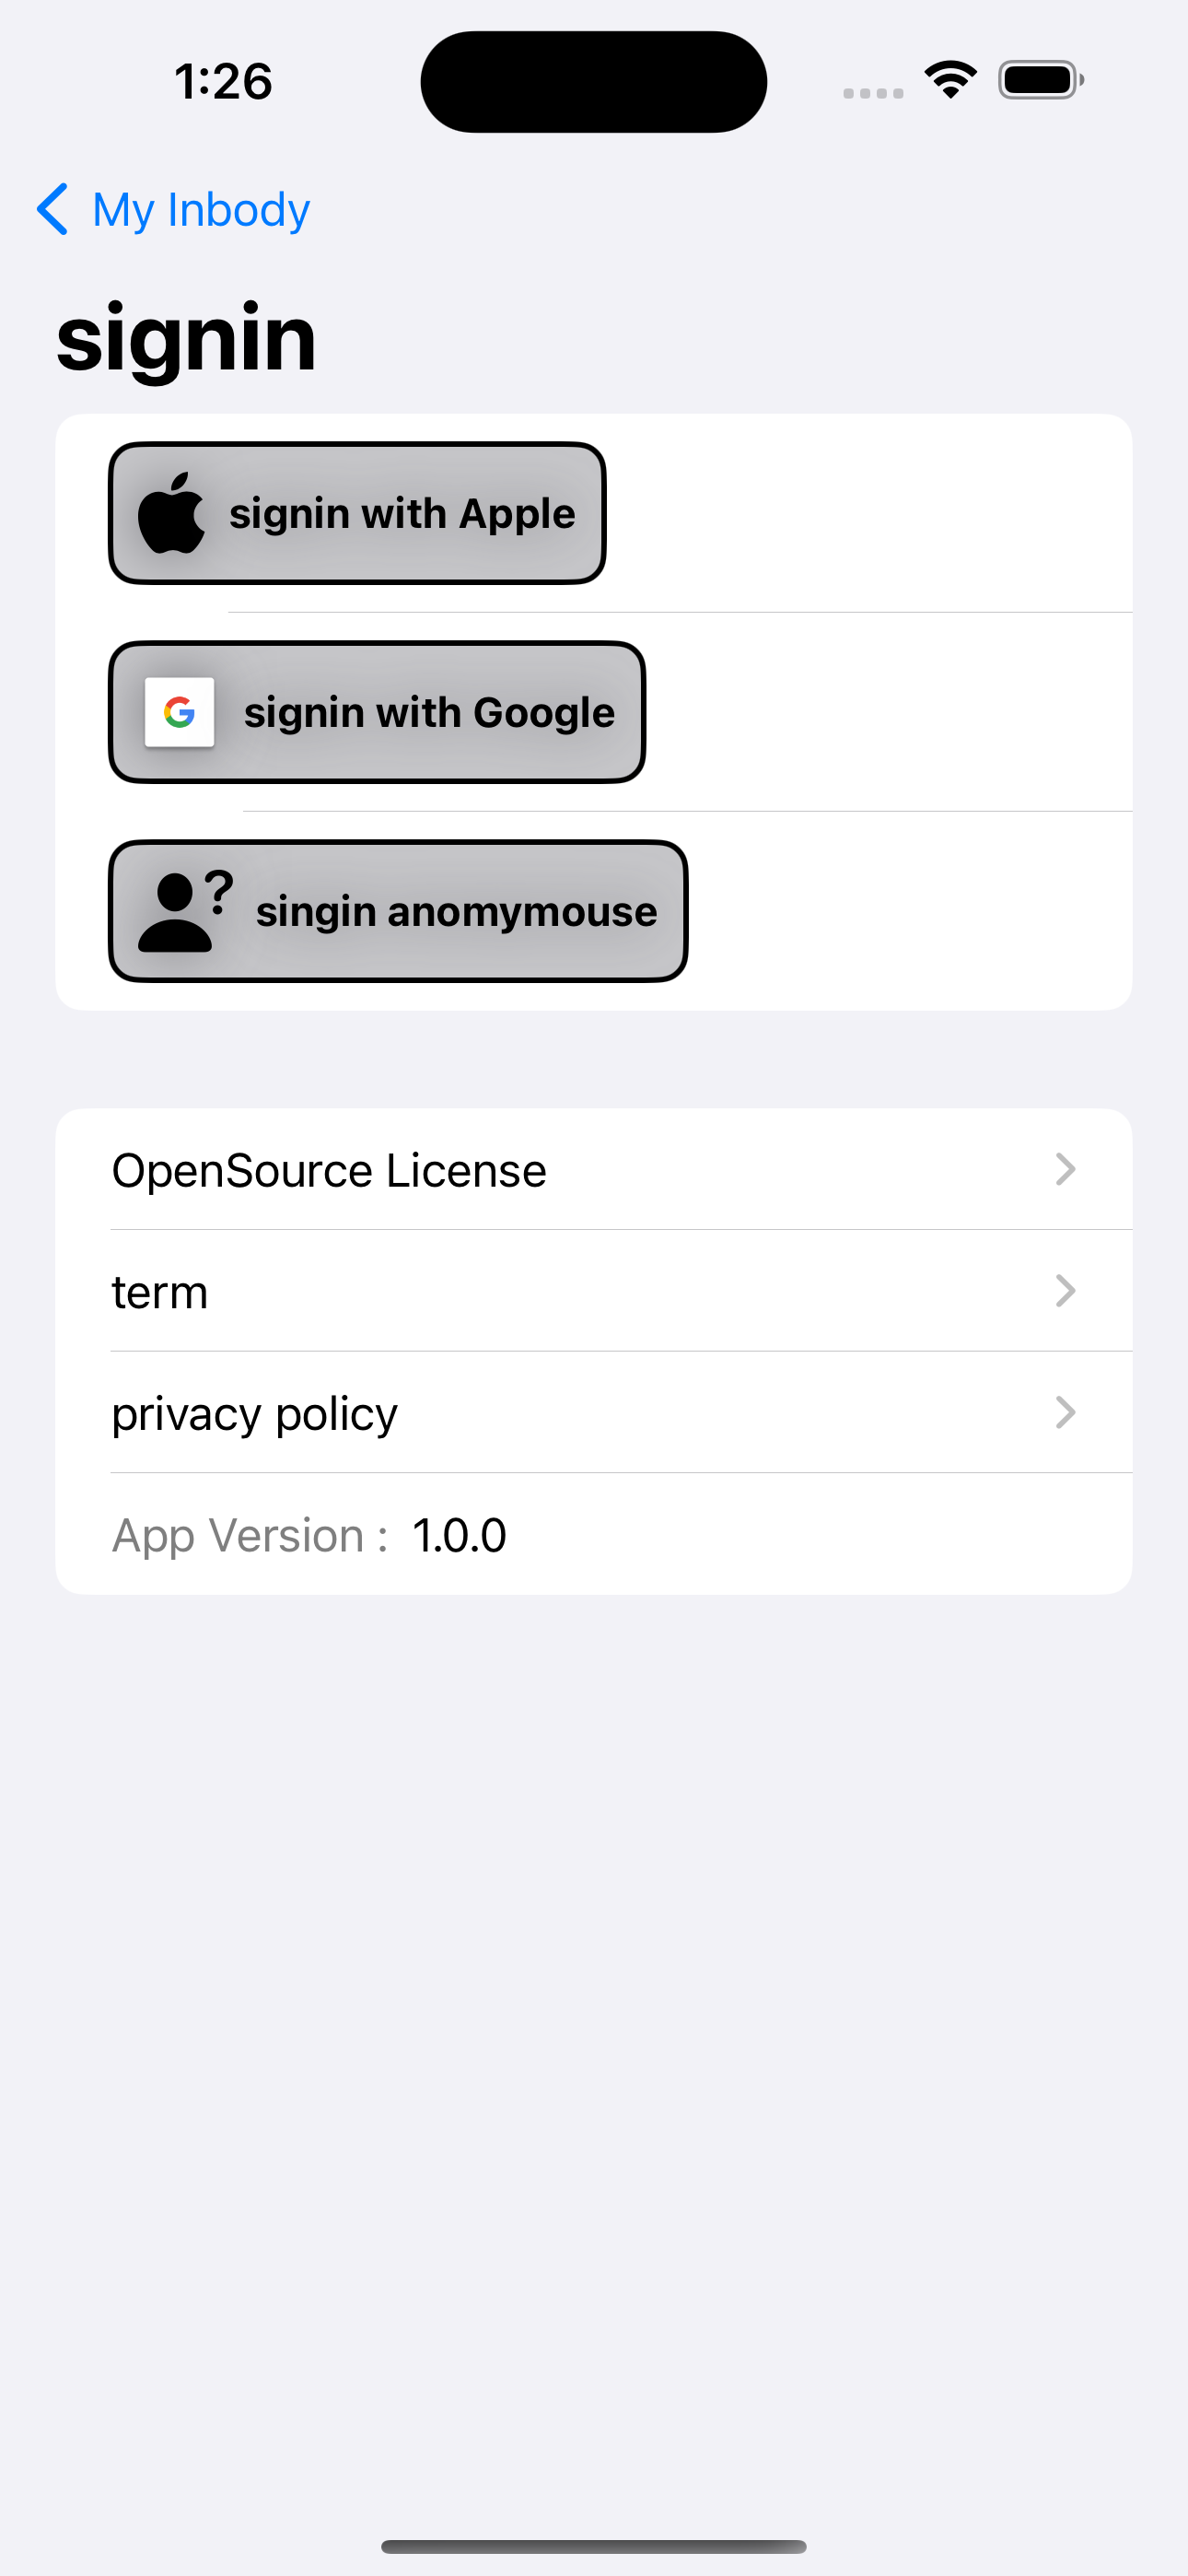 1:26
My Inbody
signin
signin with Apple
signin with Google
singin anomymouse
OpenSource License
term
privacy policy
App Version : 1.0.0